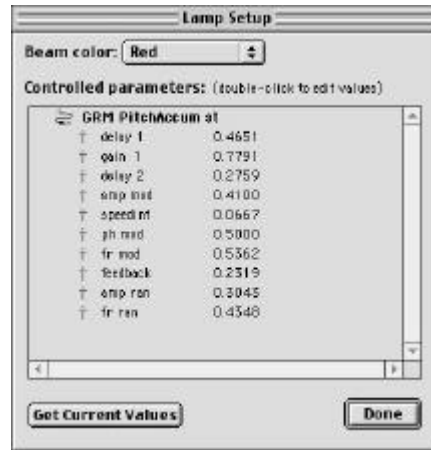 Lamp Setup
Beam color: Red
Controlled parameters: (double-click to edit values)
GRM PitchAccum st
delay 1 0.4651
gain 1 0.7791
delay 2 0.2759
amp mod 0.4100
speed int 0.0667
ph mod 0.5000
fr mod 0.5362
feedback 0.2319
amp ran 0.3043
fr ran 0.4348
Get Current Values
Done